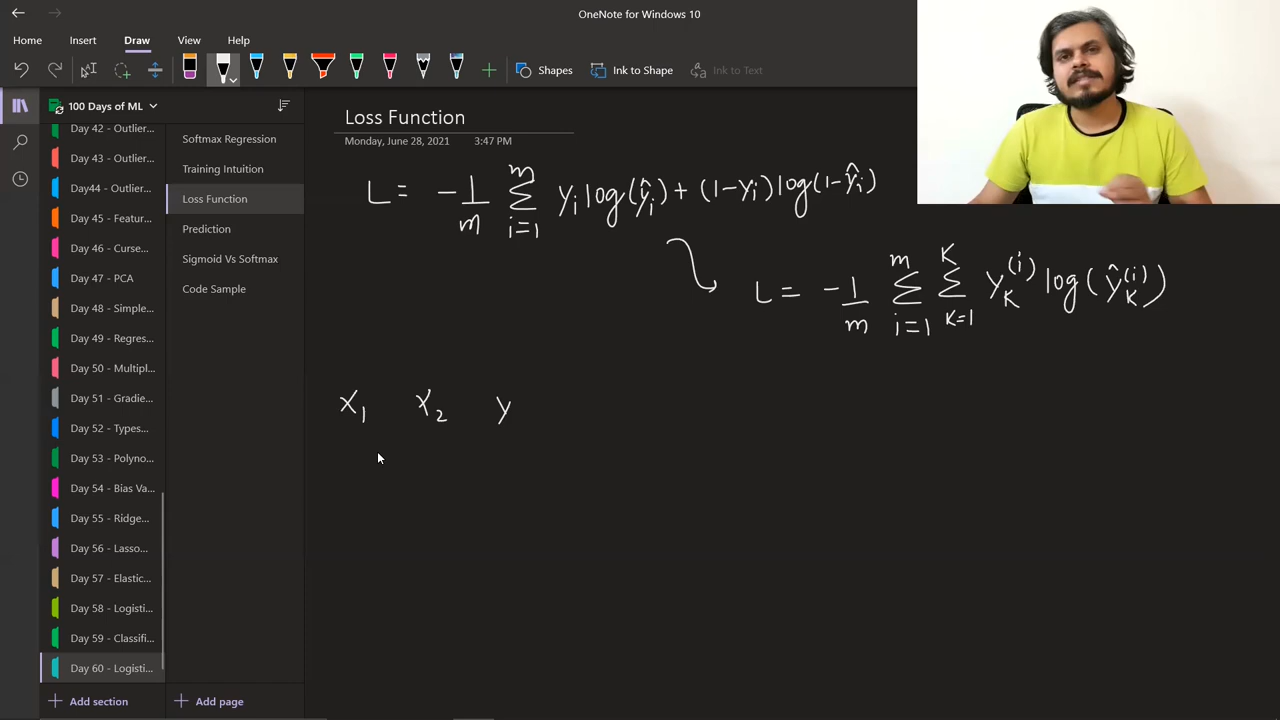 OneNote for Windows 10
Home Insert Draw View Help
Shapes Ink to Shape Ink to Text
100 Days of ML
Day 42 - Outlier...
Day 43 - Outlier...
Day44 - Outlier...
Day 45 - Featur...
Day 46 - Curse...
Day 47 - PCA
Day 48 - Simple...
Day 49 - Regres...
Day 50 - Multipl...
Day 51 - Gradie...
Day 52 - Types...
Day 53 - Polyno...
Day 54 - Bias Va...
Day 55 - Ridge...
Day 56 - Lasso...
Day 57 - Elastic...
Day 58 - Logisti...
Day 59 - Classifi...
Day 60 - Logisti...
Add section
Softmax Regression
Training Intuition
Loss Function
Prediction
Sigmoid Vs Softmax
Code Sample
Add page
Loss Function
Monday, June 28, 2021 3:47 PM
L = -1/m ∑_{i=1}^{m} y_i log(ŷ_i) + (1-y_i) log(1-ŷ_i)
L = -1/m ∑_{i=1}^{m} ∑_{K=1}^{K} y_K^{(i)} log(ŷ_K^{(i)})
X₁ X₂ y